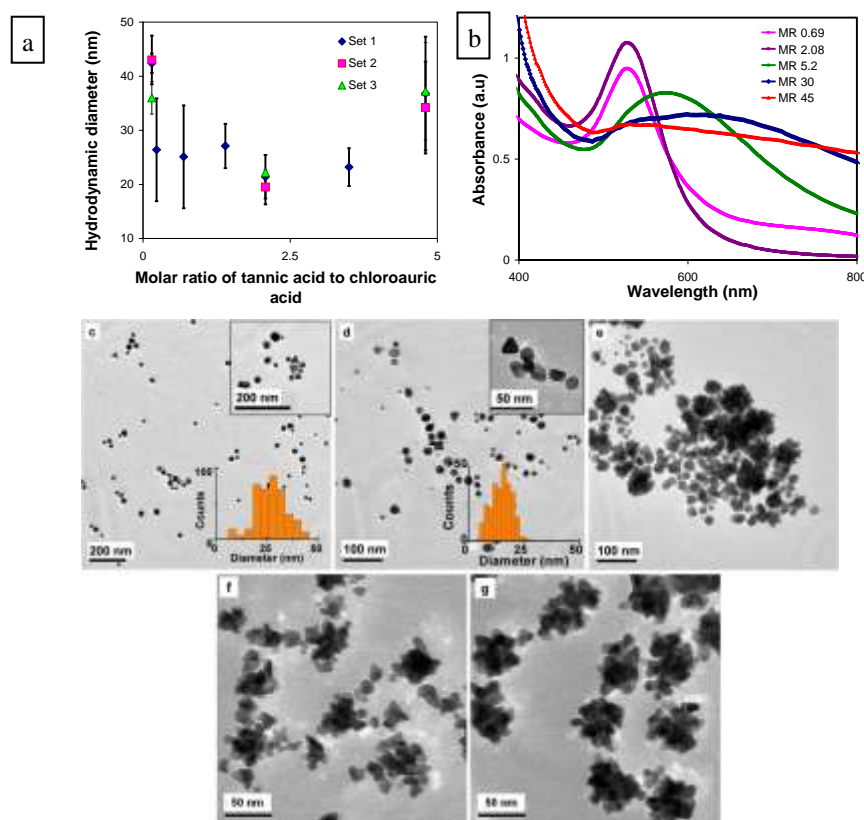 a
Hydrodynamic diameter (nm)
50
40
30
20
10
0
2.5
5
Set 1
Set 2
Set 3
Molar ratio of tannic acid to chloroauric
acid
b
Absorbance (a.u)
1
0.5
0
400
600
800
MR 0.69
MR 2.08
MR 5.2
MR 30
MR 45
Wavelength (nm)
c
200 nm
Counts
100
0
25
50
Diameter (nm)
200 nm
d
50 nm
Counts
50
0
25
50
Diameter (nm)
100 nm
e
100 nm
f
50 nm
g
50 nm